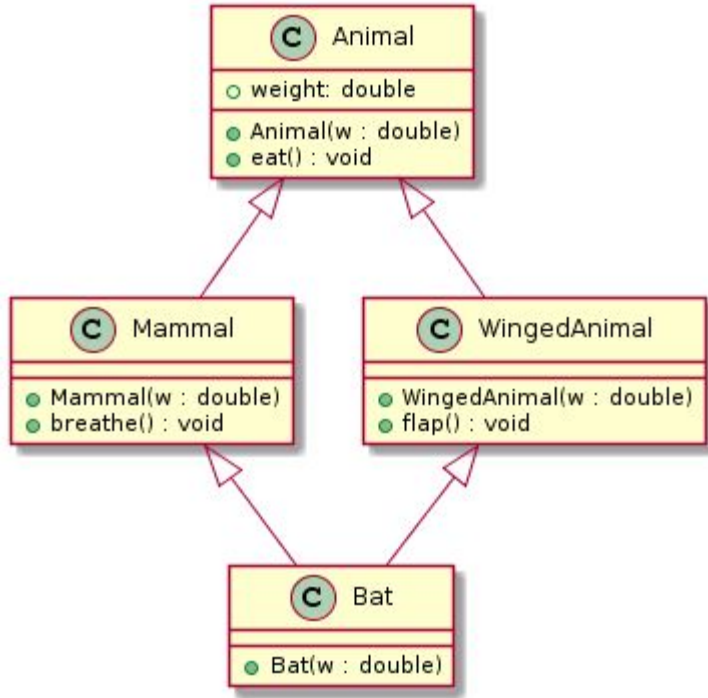 C Animal
weight: double
Animal(w : double)
eat() : void
C Mammal
Mammal(w : double)
breathe() : void
C WingedAnimal
WingedAnimal(w : double)
flap() : void
C Bat
Bat(w : double)